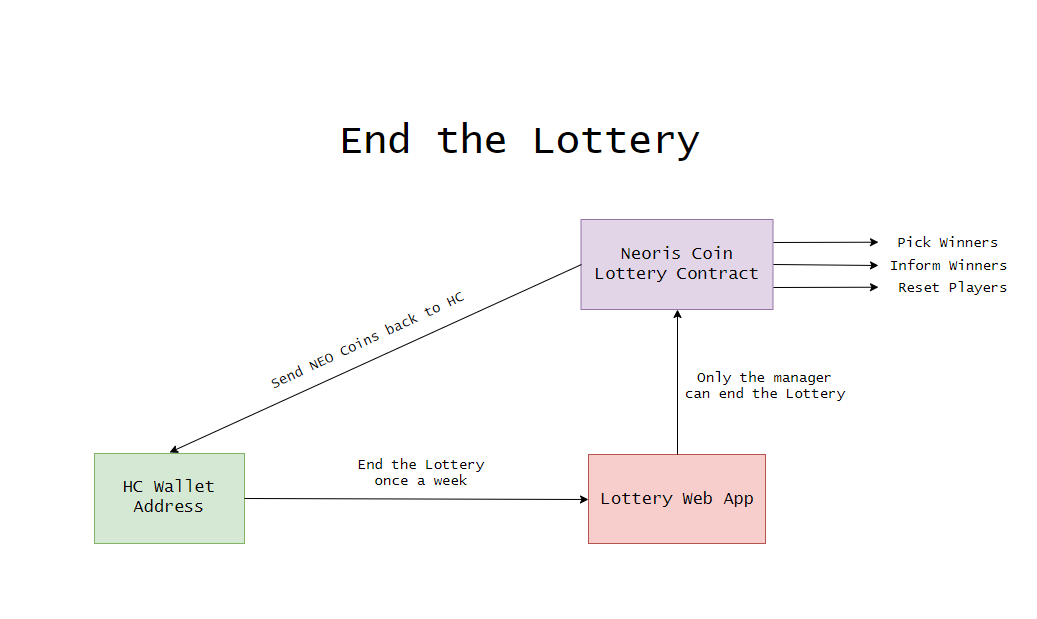 End the Lottery
Neoris Coin
Lottery Contract
Pick Winners
Inform Winners
Reset Players
Send NEO Coins back to HC
Only the manager
can end the Lottery
HC Wallet
Address
End the Lottery
once a week
Lottery Web App